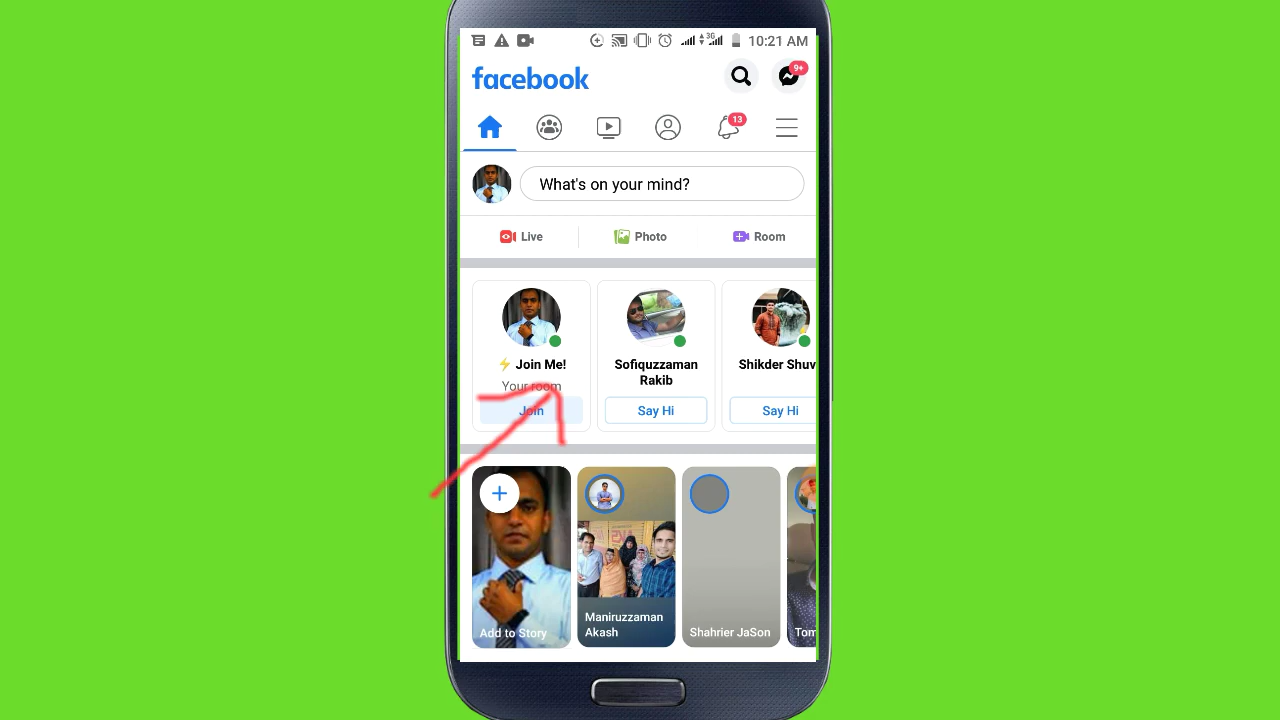 3G 10:21 AM
facebook
9+
13
What's on your mind?
Live Photo Room
⚡ Join Me!
Your room
Join
Sofiquzzaman
Rakib
Say Hi
Shikder Shuv
Say Hi
Add to Story
Maniruzzaman
Akash
Shahrier JaSon
Tom